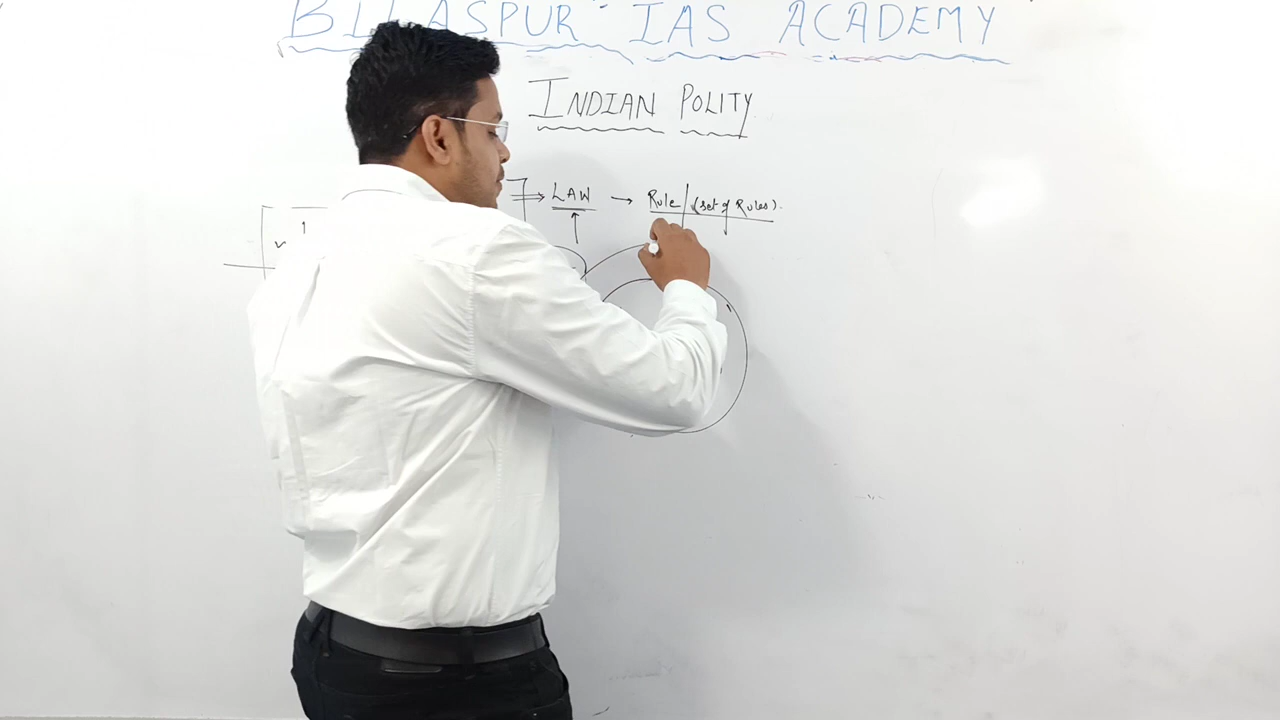 BILASPUR IAS ACADEMY
INDIAN POLITY
⇒ LAW → Rule / (set of Rules).